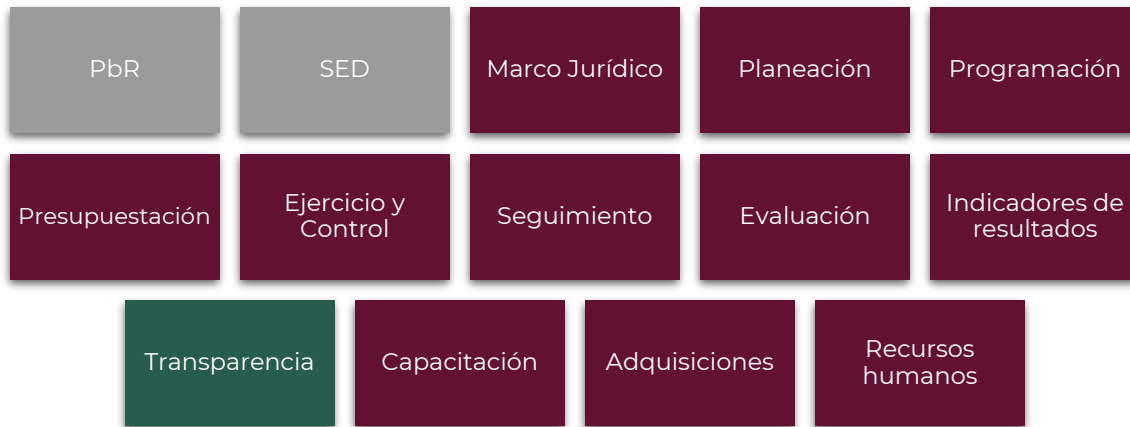 PbR
SED
Marco Jurídico
Planeación
Programación
Presupuestación
Ejercicio y
Control
Seguimiento
Evaluación
Indicadores de
resultados
Transparencia
Capacitación
Adquisiciones
Recursos
humanos